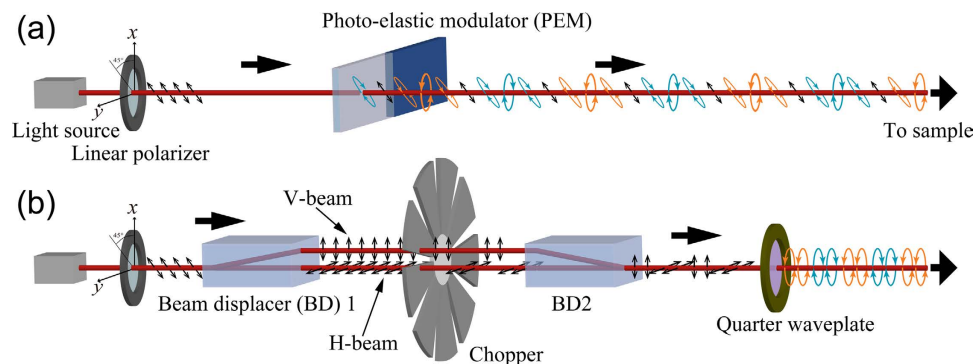 (a)
Photo-elastic modulator (PEM)
x
45°
y
Light source
Linear polarizer
To sample
(b)
V-beam
x
45°
y
Beam displacer (BD) 1
H-beam
Chopper
BD2
Quarter waveplate